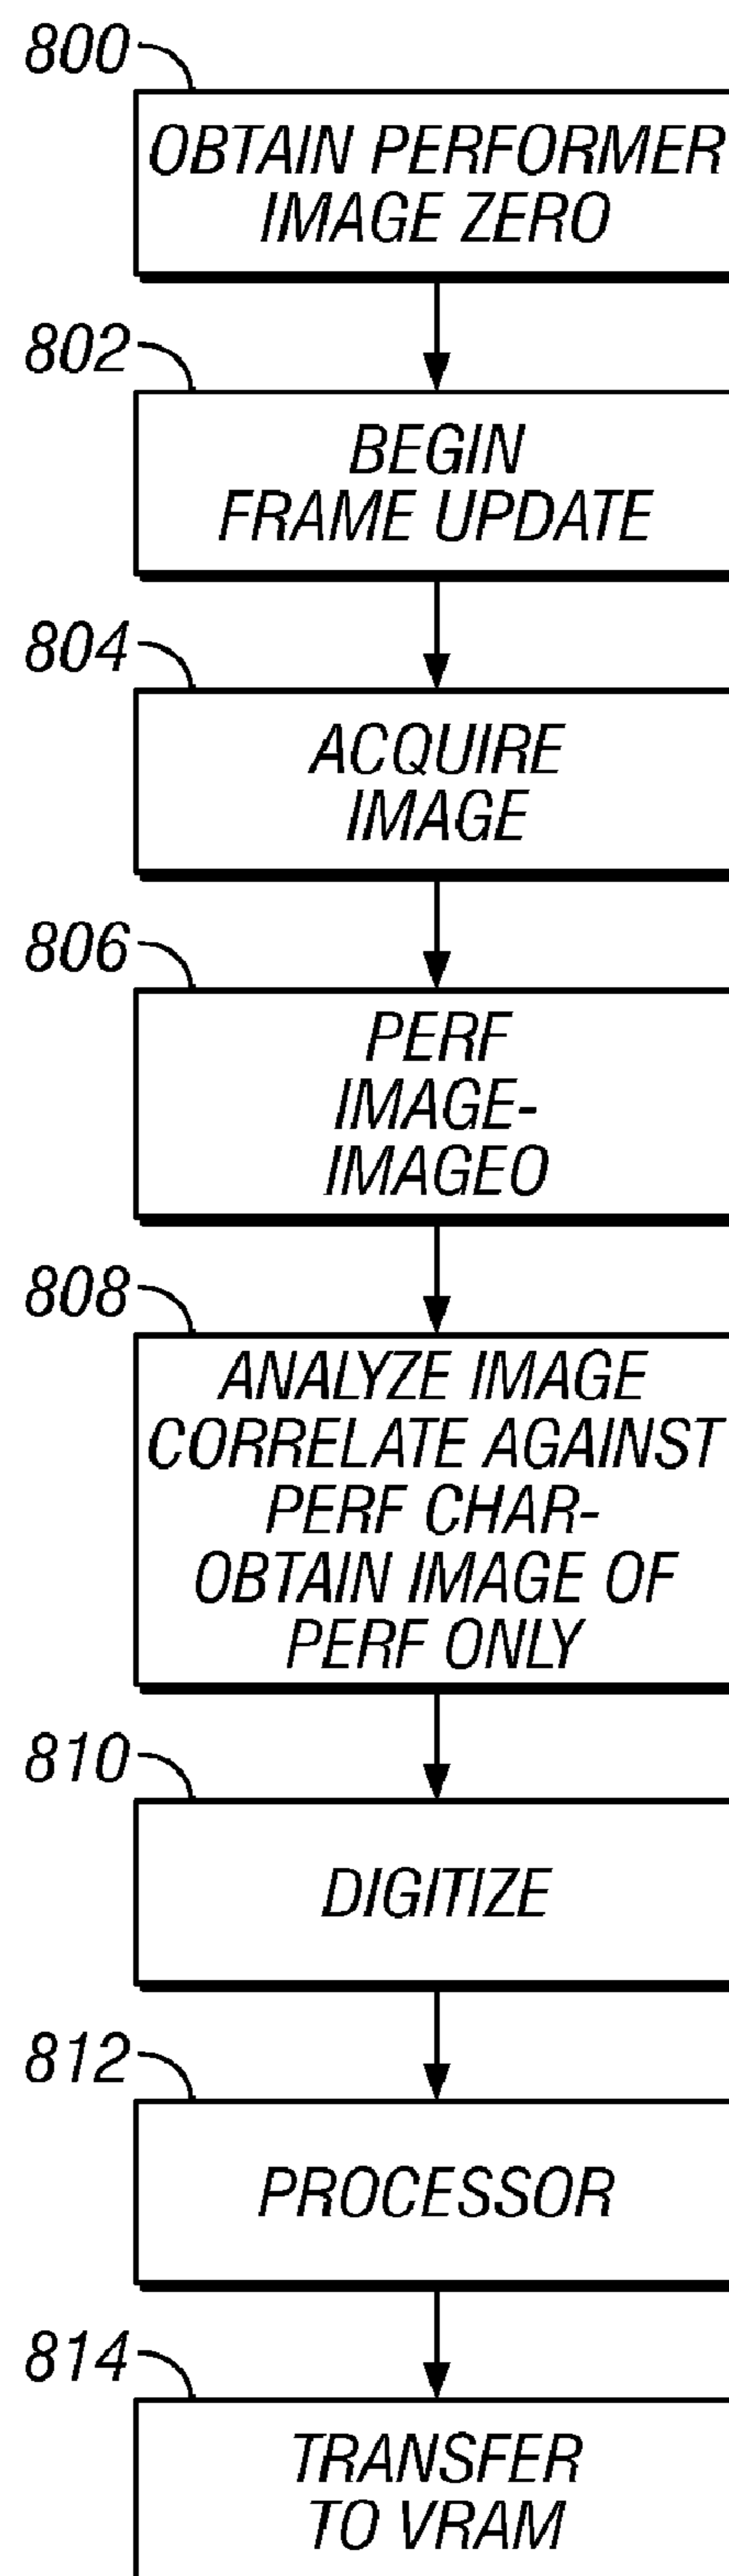 800
OBTAIN PERFORMER
IMAGE ZERO
802
BEGIN
FRAME UPDATE
804
ACQUIRE
IMAGE
806
PERF
IMAGE-
IMAGEO
808
ANALYZE IMAGE
CORRELATE AGAINST
PERF CHAR-
OBTAIN IMAGE OF
PERF ONLY
810
DIGITIZE
812
PROCESSOR
814
TRANSFER
TO VRAM